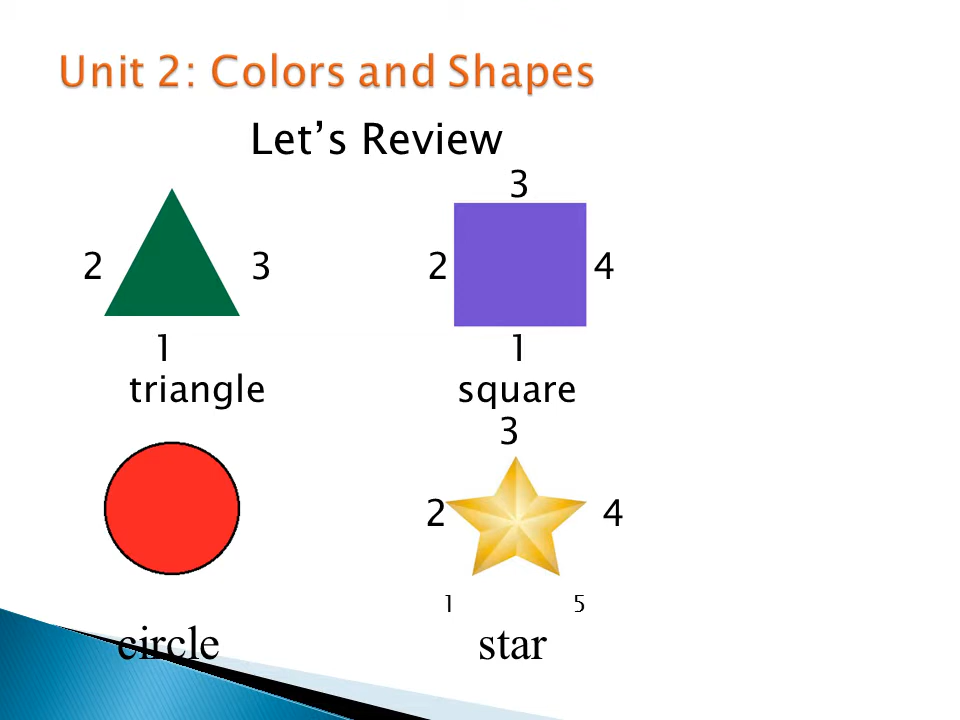 Unit 2: Colors and Shapes
Let’s Review
3
2 3 2 4
1 1
triangle square
3
2 4
1 5
circle star